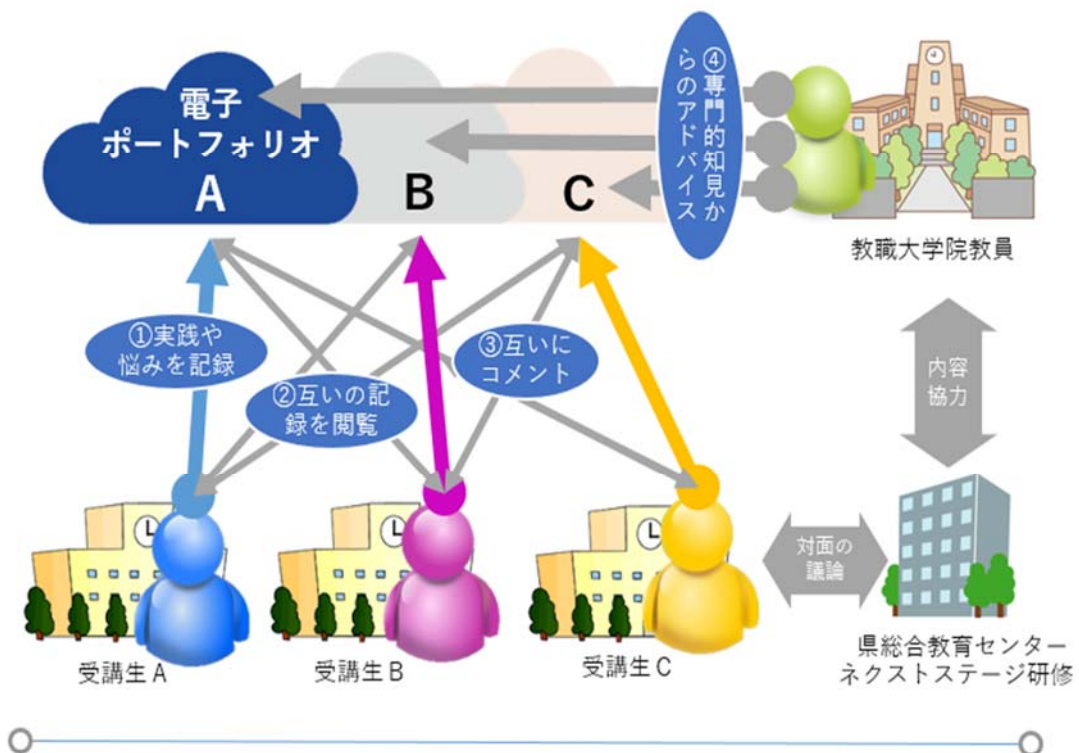 電子
ポートフォリオ
A
B
C
④専門的知見か
らのアドバイス
教職大学院教員
①実践や
悩みを記録
②互いの記
録を閲覧
③互いに
コメント
内容
協力
対面の
議論
受講生A
受講生B
受講生C
県総合教育センター
ネクストステージ研修